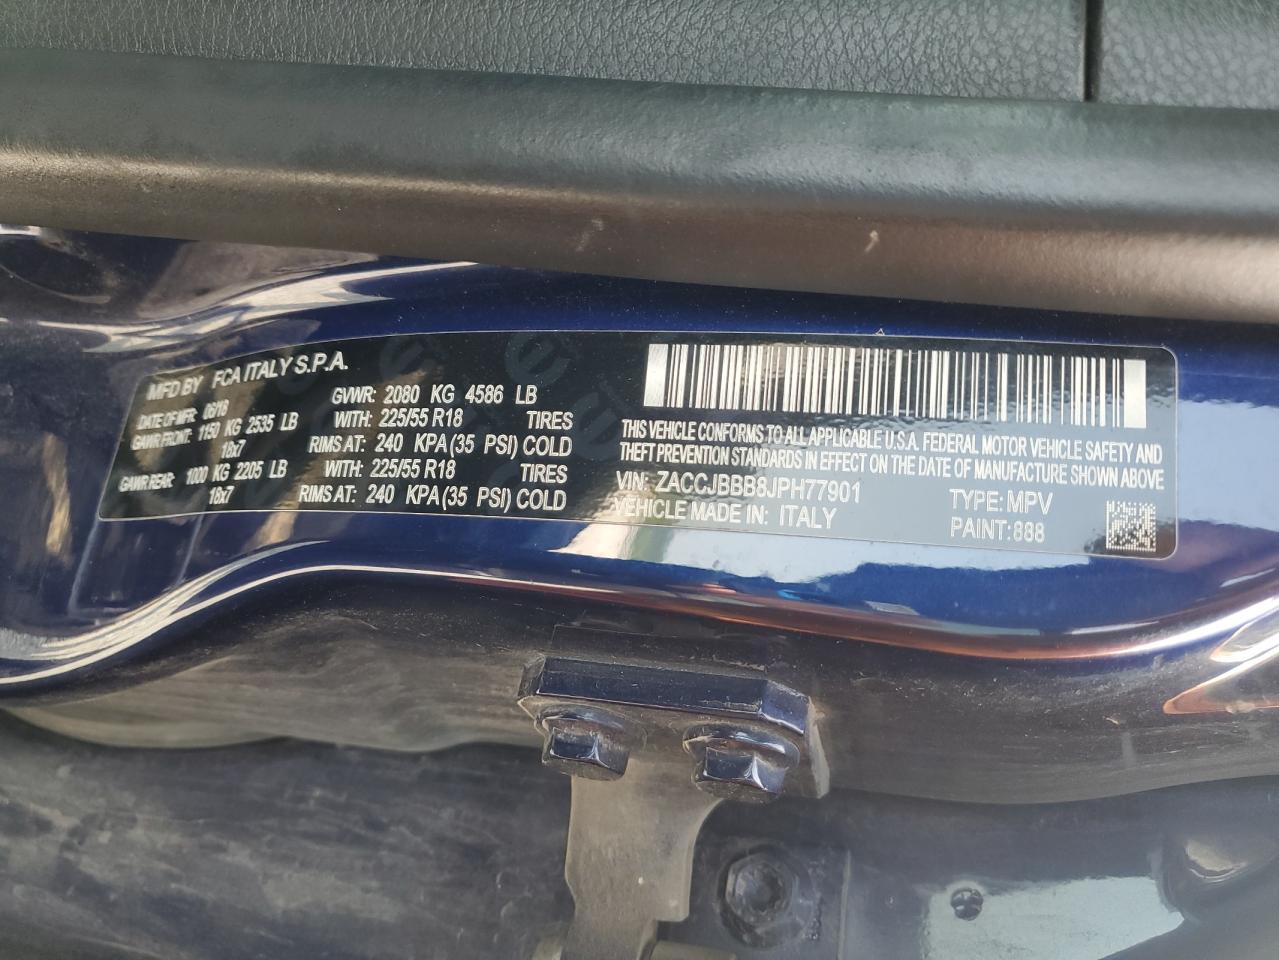 MFD BY FCA ITALY S.P.A.
DATE OF MFR 06/18 GVWR: 2080 KG 4586 LB
GAWR FRONT: 1150 KG 2535 LB WITH: 225/55 R18 TIRES
18x7 RIMS AT: 240 KPA(35 PSI) COLD
GAWR REAR: 1000 KG 2205 LB WITH: 225/55 R18 TIRES
18x7 RIMS AT: 240 KPA(35 PSI) COLD
THIS VEHICLE CONFORMS TO ALL APPLICABLE U.S.A. FEDERAL MOTOR VEHICLE SAFETY AND
THEFT PREVENTION STANDARDS IN EFFECT ON THE DATE OF MANUFACTURE SHOWN ABOVE
VIN: ZACCJBBB8JPH77901 TYPE: MPV
VEHICLE MADE IN: ITALY PAINT: 888